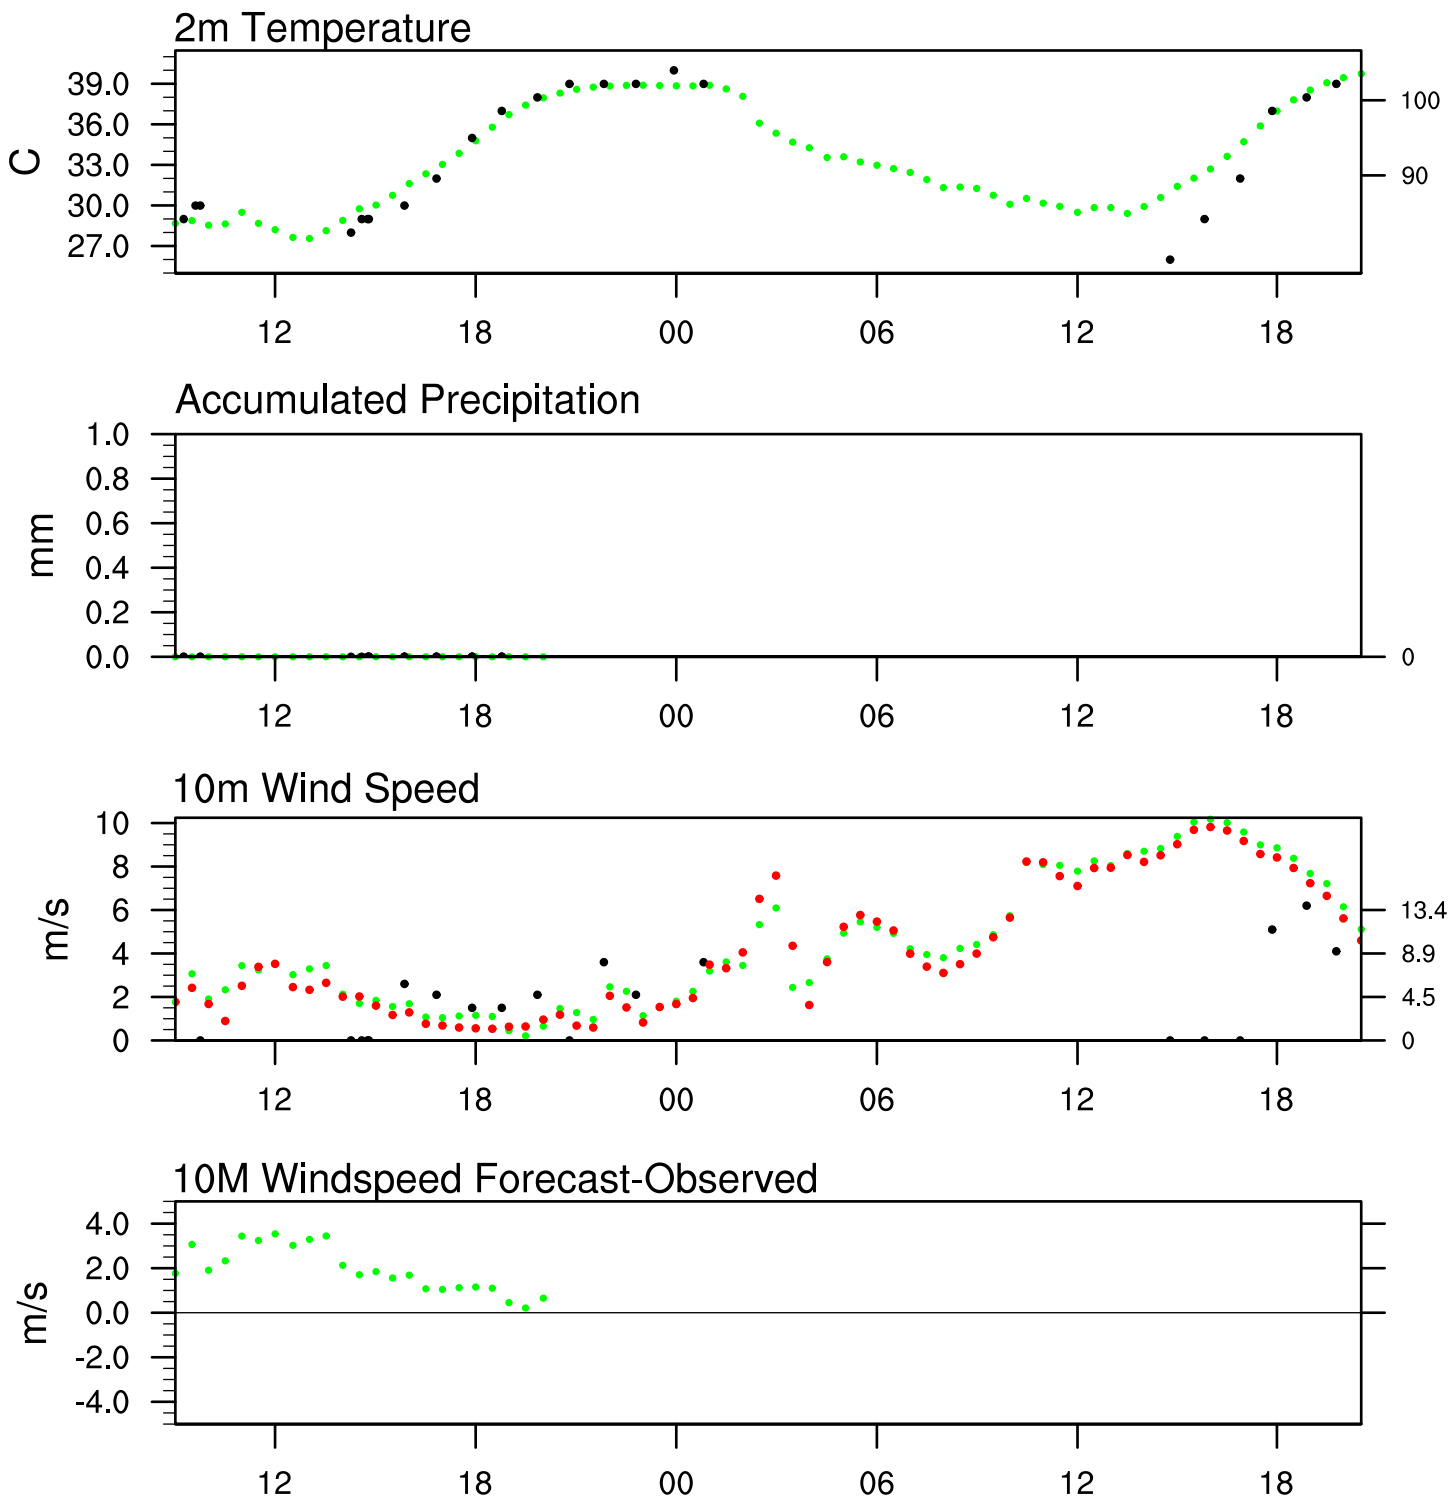 2m Temperature
39.0
36.0
33.0
30.0
27.0
C
100
90
12 18 00 06 12 18
Accumulated Precipitation
1.0
0.8
0.6
0.4
0.2
0.0
mm
0
12 18 00 06 12 18
10m Wind Speed
10
8
6
4
2
0
m/s
13.4
8.9
4.5
0
12 18 00 06 12 18
10M Windspeed Forecast-Observed
4.0
2.0
0.0
-2.0
-4.0
m/s
12 18 00 06 12 18